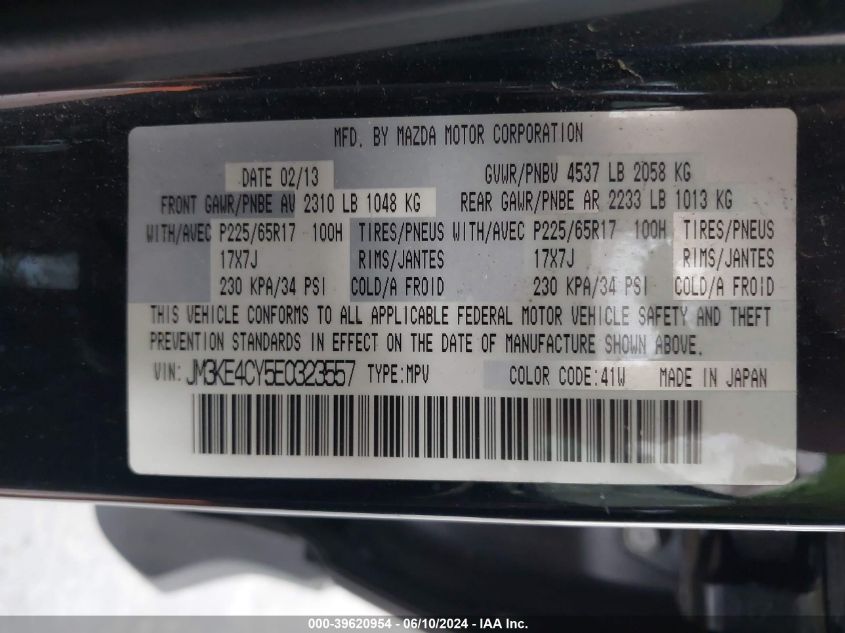 MFD. BY MAZDA MOTOR CORPORATION
DATE 02/13 GVWR/PNBV 4537 LB 2058 KG
FRONT GAWR/PNBE AV 2310 LB 1048 KG REAR GAWR/PNBE AR 2233 LB 1013 KG
WITH/AVEC P225/65R17 100H TIRES/PNEUS WITH/AVEC P225/65R17 100H TIRES/PNEUS
17X7J RIMS/JANTES 17X7J RIMS/JANTES
230 KPA/34 PSI COLD/A FROID 230 KPA/34 PSI COLD/A FROID
THIS VEHICLE CONFORMS TO ALL APPLICABLE FEDERAL MOTOR VEHICLE SAFETY AND THEFT
PREVENTION STANDARDS IN EFFECT ON THE DATE OF MANUFACTURE SHOWN ABOVE.
VIN: JM3KE4CY5E0323557 TYPE:MPV COLOR CODE:41W MADE IN JAPAN
000-39620954 - 06/10/2024 - IAA Inc.